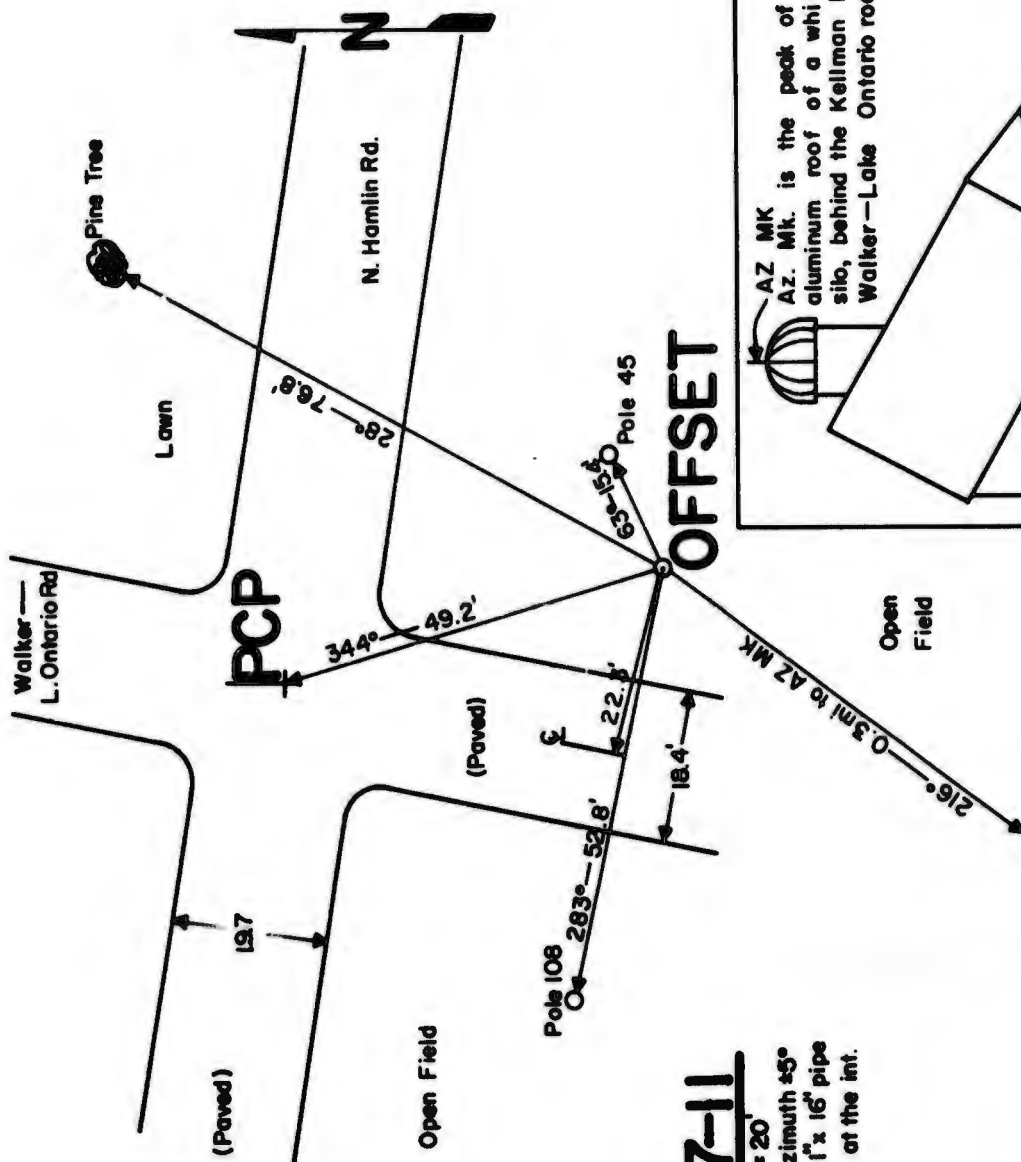 N
Pine Tree
Walker—
L. Ontario Rd
Lawn
N. Hamlin Rd.
PCP
28° — 76.8'
344° — 49.2'
19.7
(Paved)
(Paved)
Open Field
Pole 45
63°—15.
OFFSET
22.5'
℄
18.4'
Pole 108
283° — 52.8'
216° — 0.3 mi to AZ MK
Open
Field
AZ MK
Az. Mk. is the peak of
aluminum roof of a whi
silo, behind the Kellman
Walker—Lake Ontario roa
7-11
= 20'
zimuth ±5°
1" x 16" pipe
at the int.